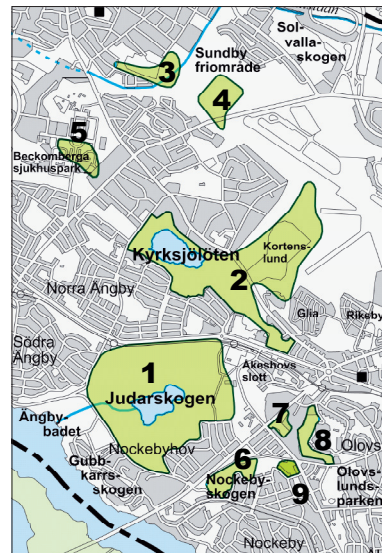 Sol-
valla-
skogen
Sundby
friområde
3
4
5
Beckomberga
sjukhuspark
Kyrksjölöten
Kortens-
lund
2
Norra Ängby
Glia
Rikeby
Södra
Ängby
1
Åkeshovs
slott
Judarskogen
Ängby-
badet
7
8
Nockebyhov
Olovs
Gubb-
kärrs-
skogen
6
Nockeby-
skogen
9
Olovs-
lunds-
parken
Nockeby